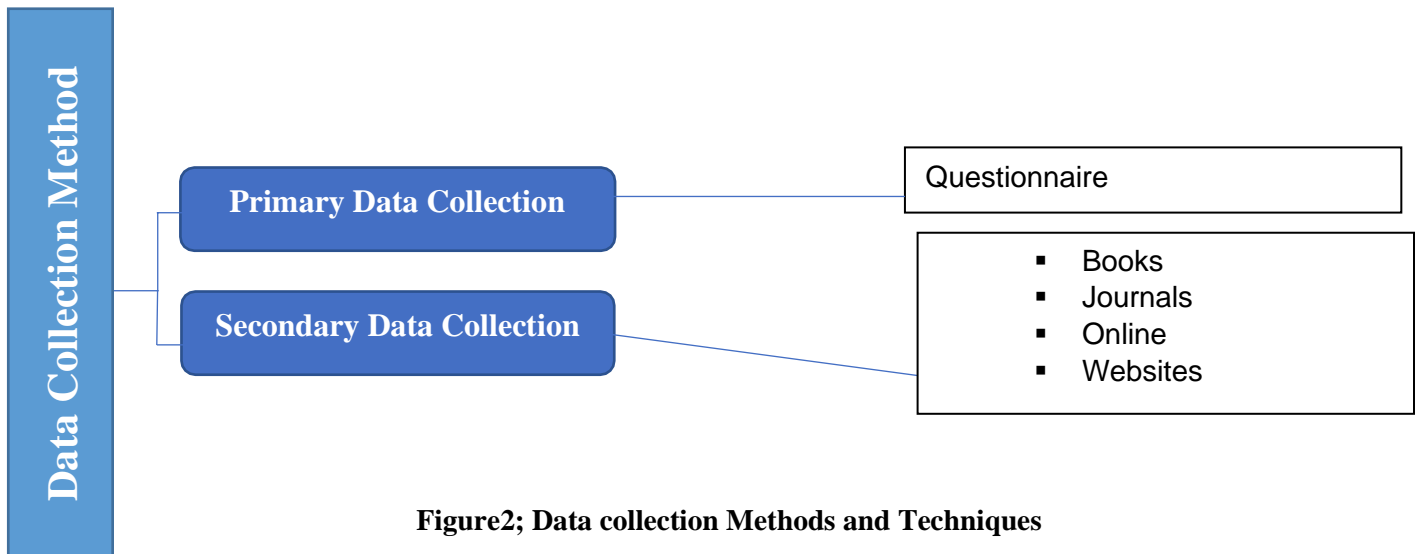 Data Collection Method
Primary Data Collection
Questionnaire
Secondary Data Collection
▪ Books
▪ Journals
▪ Online
▪ Websites
Figure2; Data collection Methods and Techniques